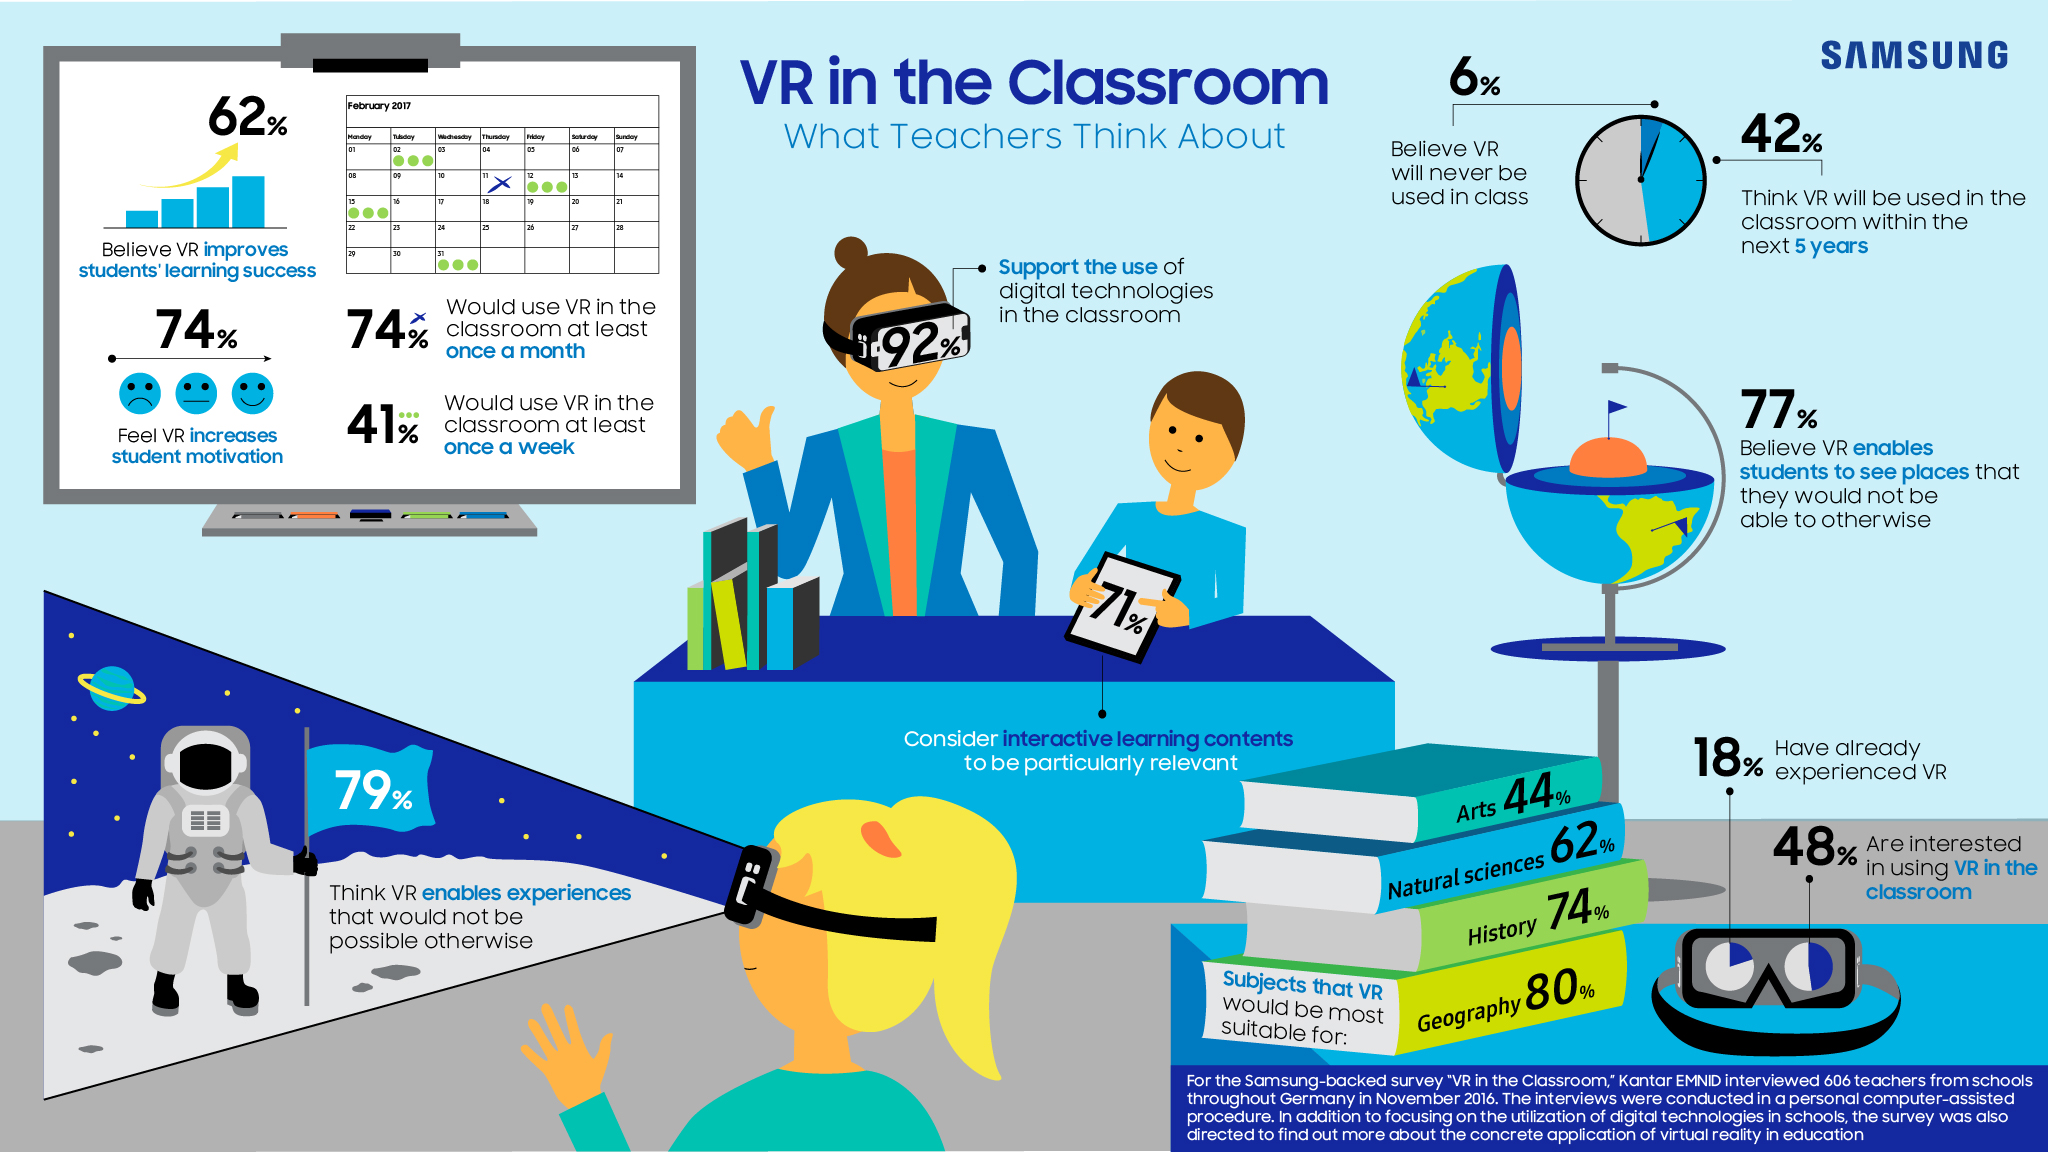 VR in the Classroom
What Teachers Think About
SAMSUNG
62%
Believe VR improves
students' learning success
74%
Feel VR increases
student motivation
February 2017
Monday Tuesday Wednesday Thursday Friday Saturday Sunday
01 02 03 04 05 06 07
08 09 10 11 12 13 14
15 16 17 18 19 20 21
22 23 24 25 26 27 28
29 30 31
74%
Would use VR in the
classroom at least
once a month
41%
Would use VR in the
classroom at least
once a week
92%
Support the use of
digital technologies
in the classroom
6%
Believe VR
will never be
used in class
42%
Think VR will be used in the
classroom within the
next 5 years
77%
Believe VR enables
students to see places that
they would not be
able to otherwise
71%
Consider interactive learning contents
to be particularly relevant
79%
Think VR enables experiences
that would not be
possible otherwise
Arts 44%
Natural sciences 62%
History 74%
Geography 80%
Subjects that VR
would be most
suitable for:
18%
Have already
experienced VR
48%
Are interested
in using VR in the
classroom
For the Samsung-backed survey "VR in the Classroom," Kantar EMNID interviewed 606 teachers from schools
throughout Germany in November 2016. The interviews were conducted in a personal computer-assisted
procedure. In addition to focusing on the utilization of digital technologies in schools, the survey was also
directed to find out more about the concrete application of virtual reality in education